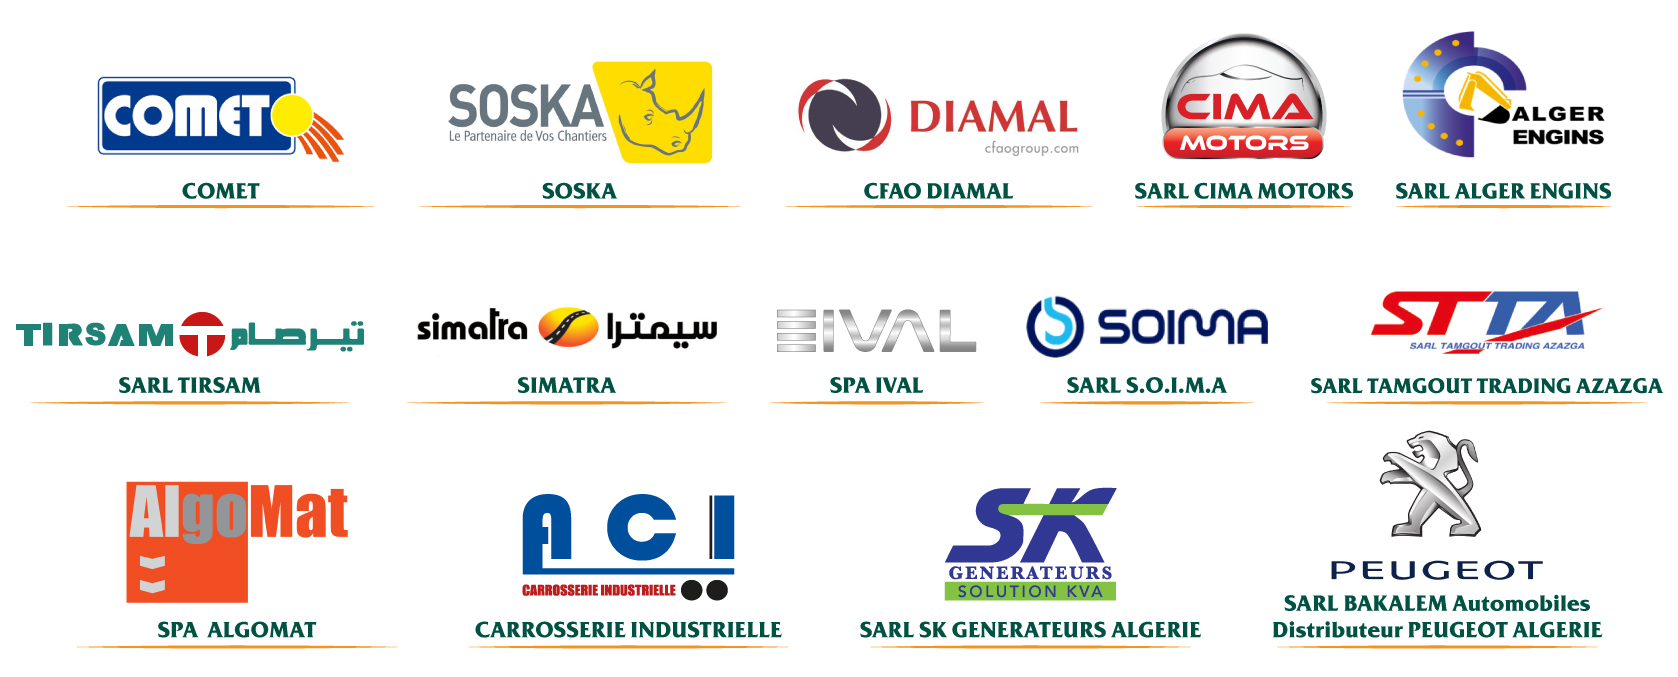 COMET
SOSKA
Le Partenaire de Vos Chantiers
DIAMAL
cfaogroup.com
CIMA
MOTORS
ALGER
ENGINS
COMET
SOSKA
CFAO DIAMAL
SARL CIMA MOTORS
SARL ALGER ENGINS
TIRSAM T تيرصام
simatra سيمترا
IVAL
SOIMA
STTA
SARL TAMGOUT TRADING AZAZGA
SARL TIRSAM
SIMATRA
SPA IVAL
SARL S.O.I.M.A
SARL TAMGOUT TRADING AZAZGA
AlgoMat
ACI
CARROSSERIE INDUSTRIELLE
SK
GENERATEURS
SOLUTION KVA
PEUGEOT
SPA ALGOMAT
CARROSSERIE INDUSTRIELLE
SARL SK GENERATEURS ALGERIE
SARL BAKALEM Automobiles
Distributeur PEUGEOT ALGERIE